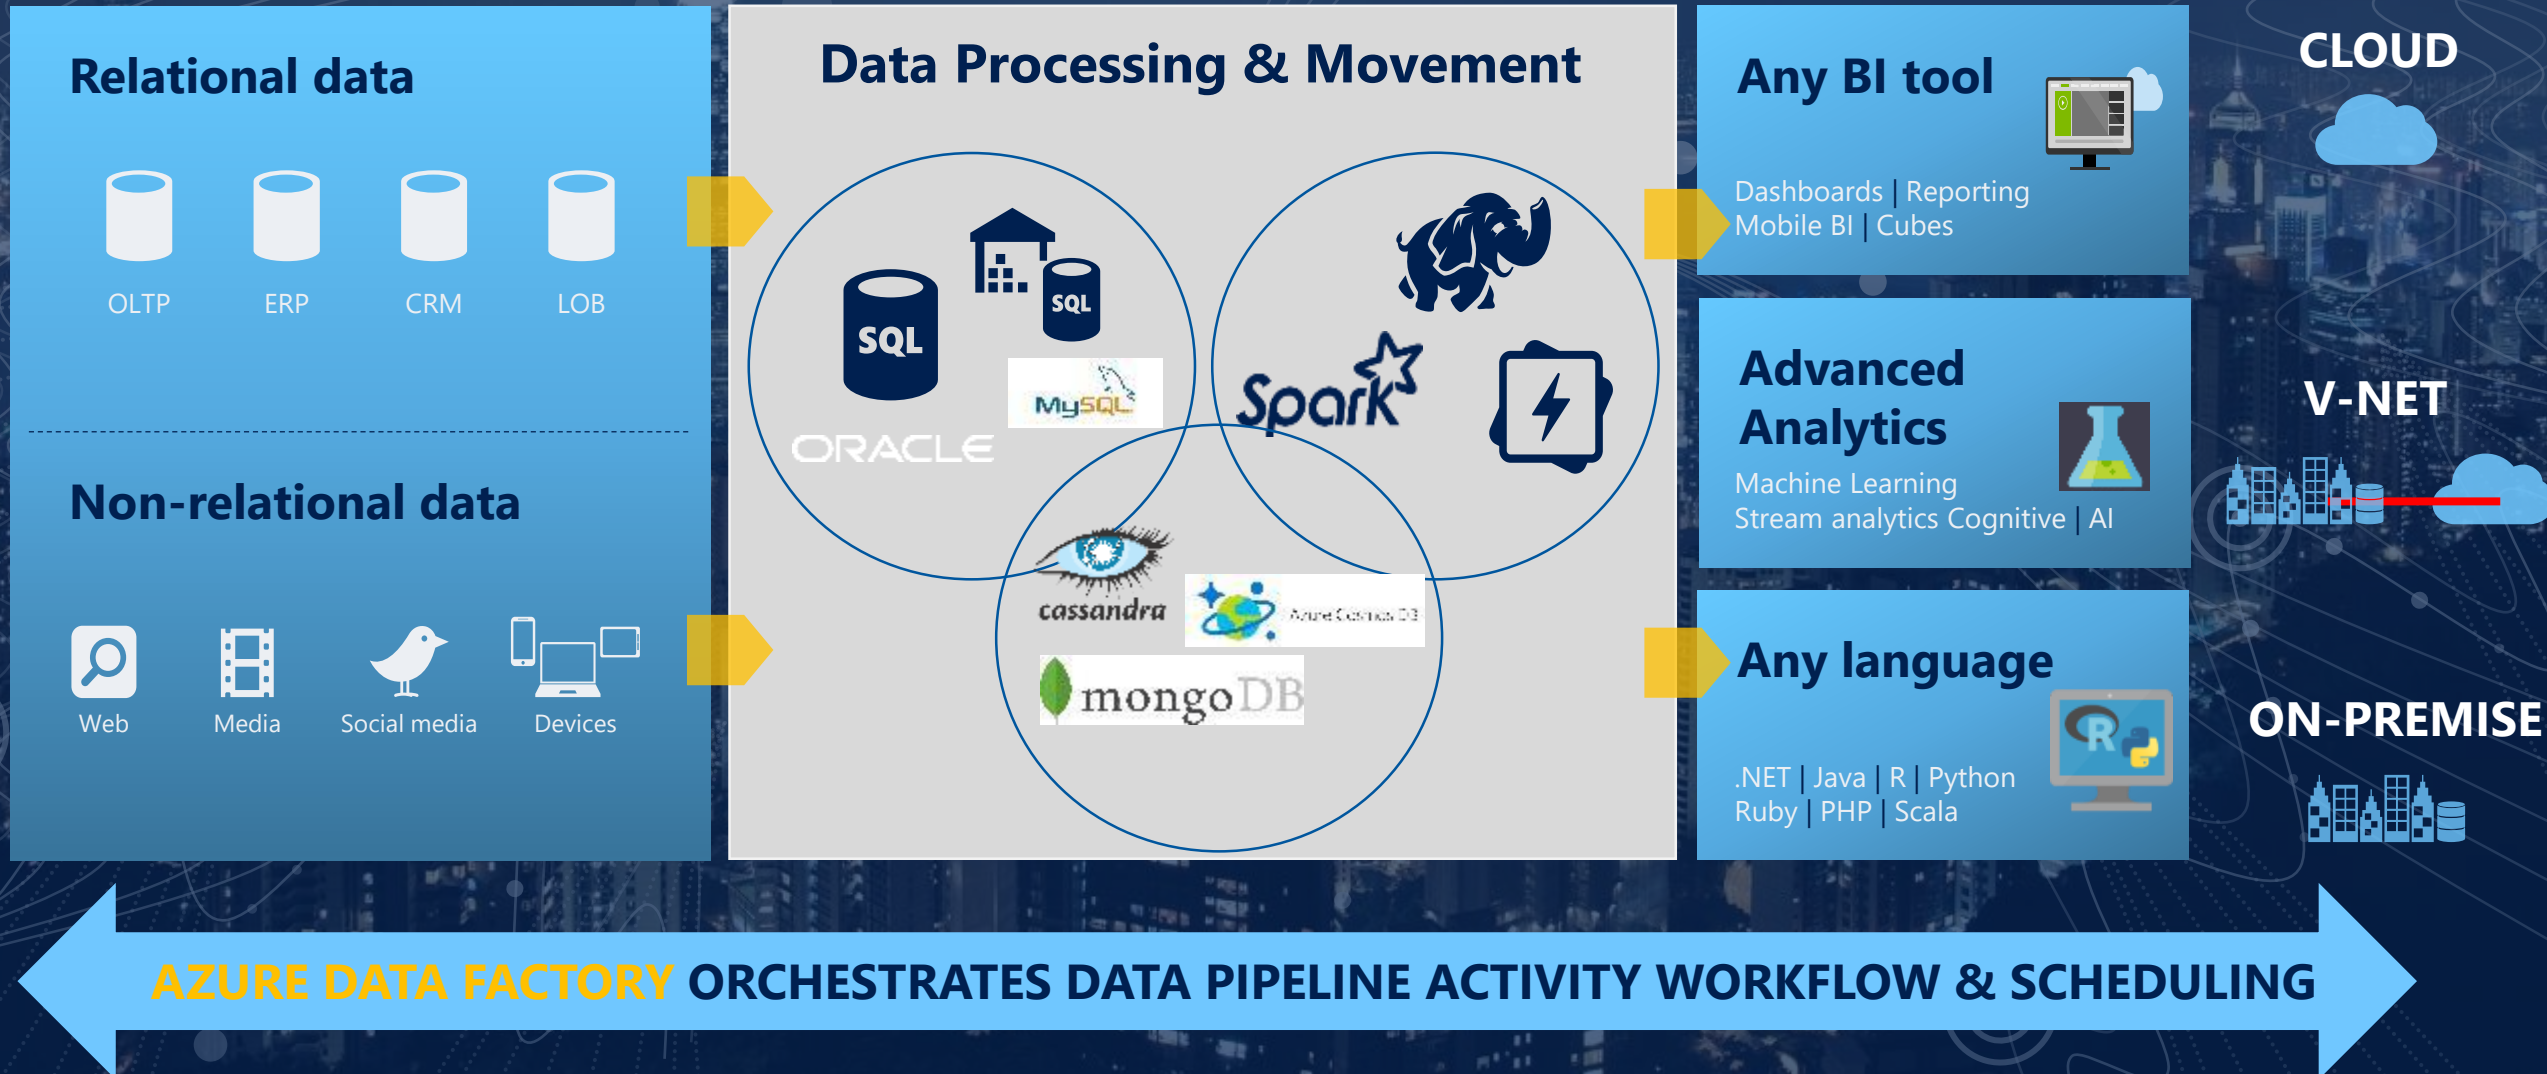 Relational data
OLTP
ERP
CRM
LOB
Non-relational data
Web
Media
Social media
Devices
Data Processing & Movement
SQL
SQL
MySQL
ORACLE
Spark
cassandra
Azure Cosmos DB
mongoDB
Any BI tool
Dashboards | Reporting
Mobile BI | Cubes
Advanced
Analytics
Machine Learning
Stream analytics Cognitive | AI
Any language
R
.NET | Java | R | Python
Ruby | PHP | Scala
CLOUD
V-NET
ON-PREMISE
AZURE DATA FACTORY ORCHESTRATES DATA PIPELINE ACTIVITY WORKFLOW & SCHEDULING